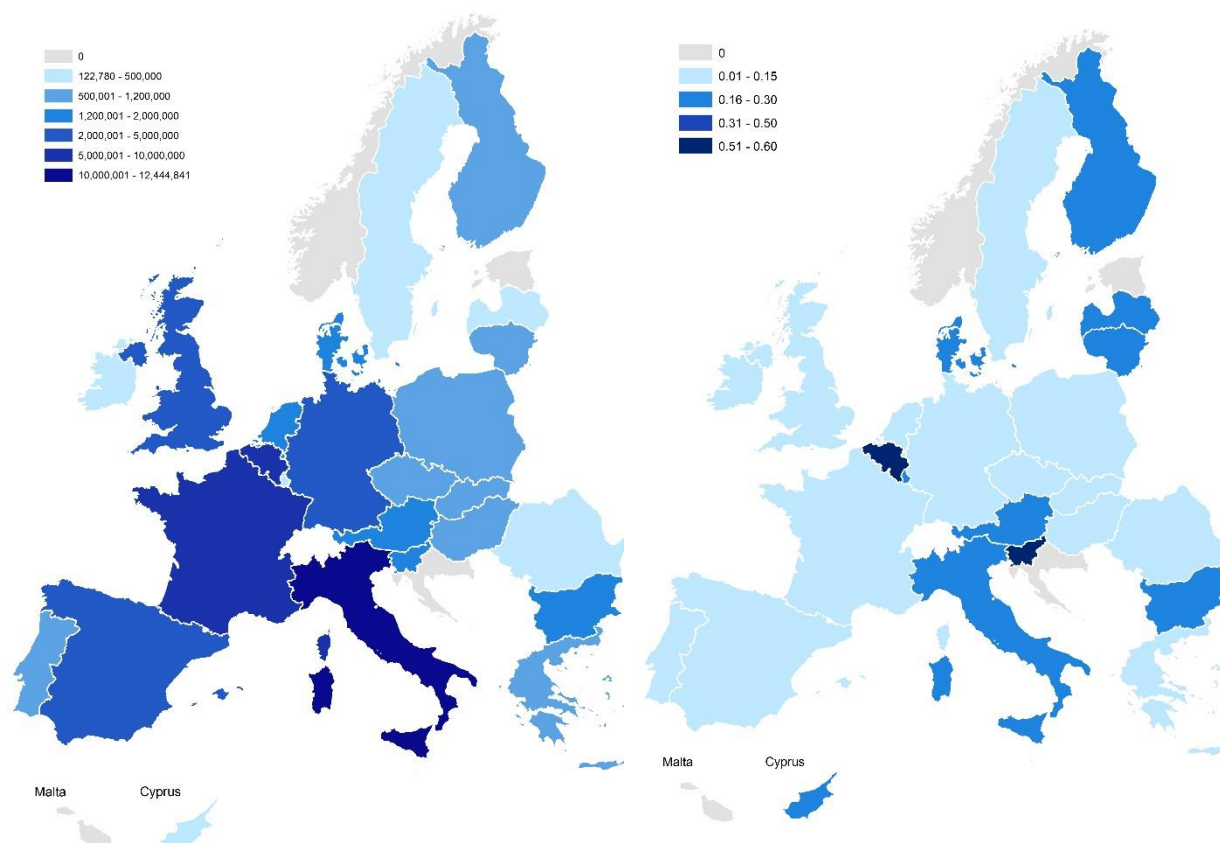 0
122,780 - 500,000
500,001 - 1,200,000
1,200,001 - 2,000,000
2,000,001 - 5,000,000
5,000,001 - 10,000,000
10,000,001 - 12,444,841
Malta
Cyprus
0
0.01 - 0.15
0.16 - 0.30
0.31 - 0.50
0.51 - 0.60
Malta
Cyprus